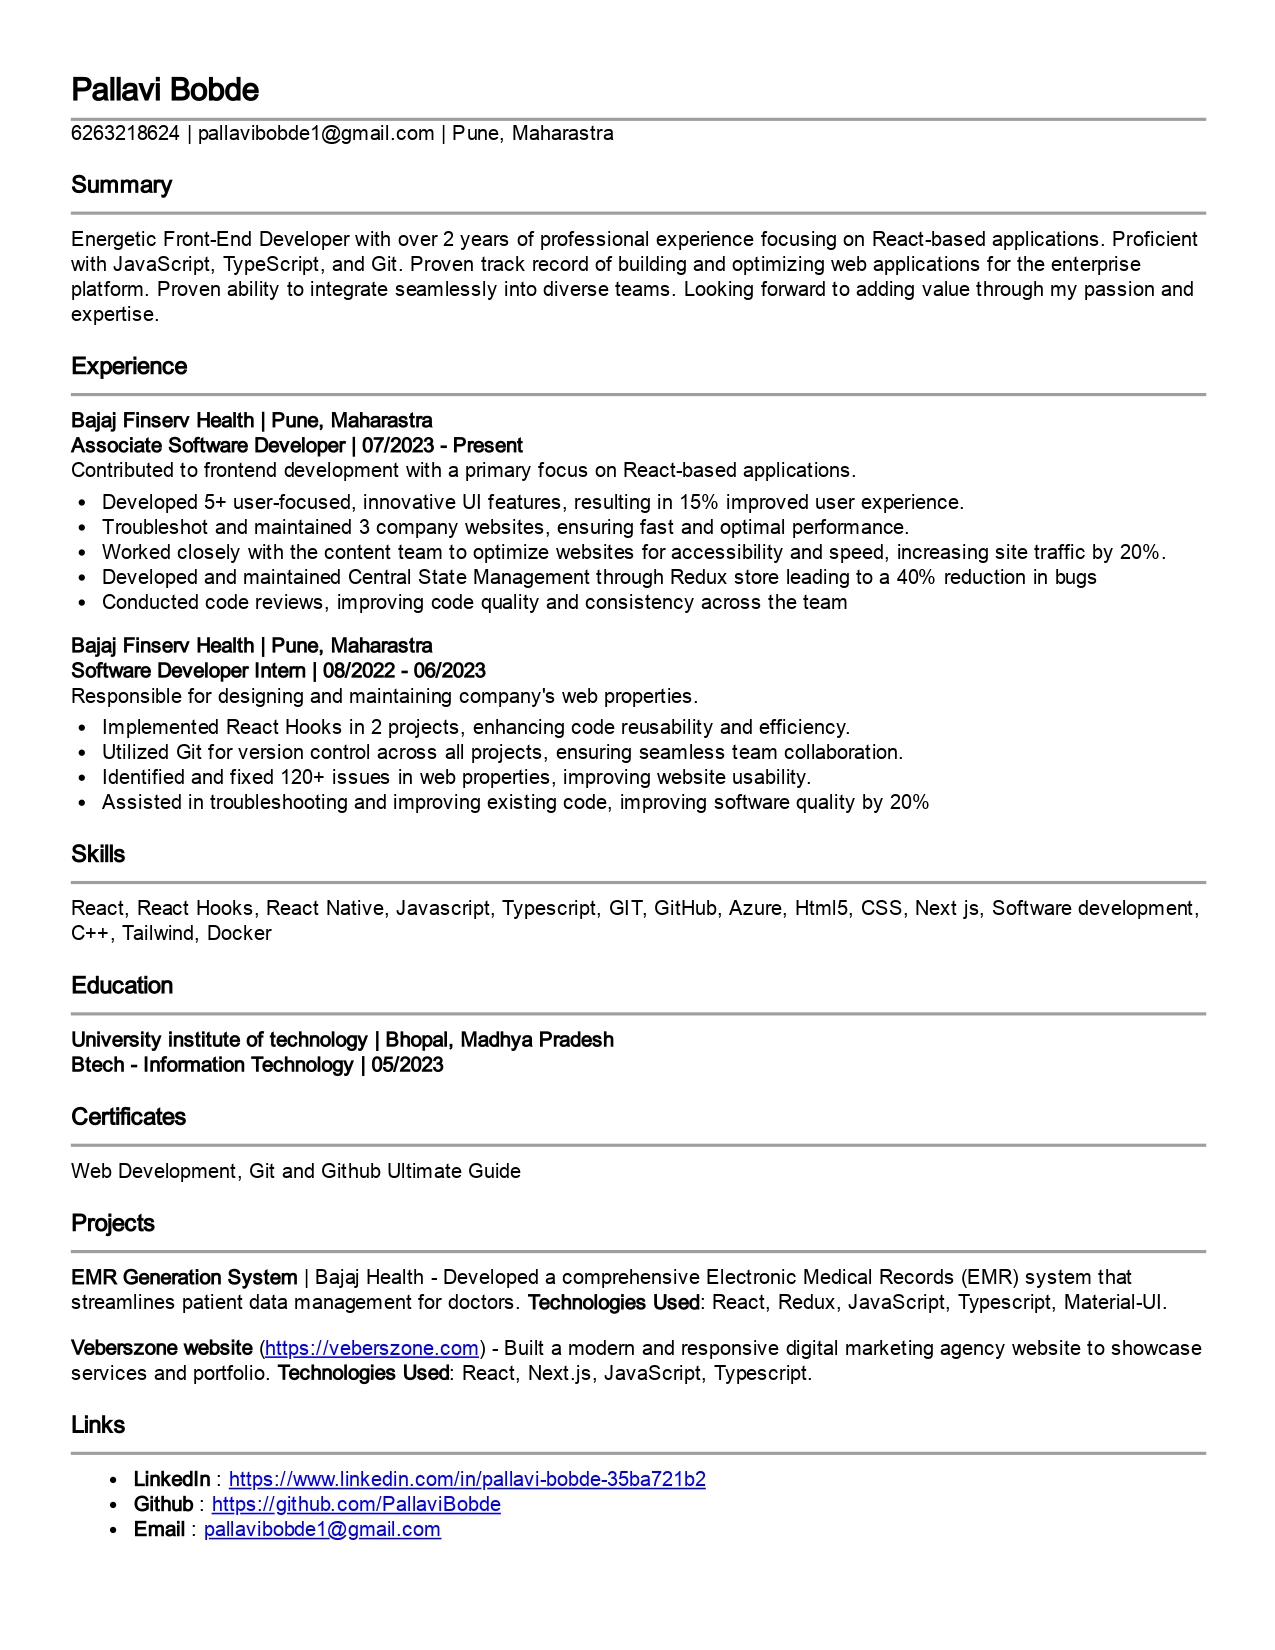 Pallavi Bobde
6263218624 | pallavibobde1@gmail.com | Pune, Maharastra
Summary
Energetic Front-End Developer with over 2 years of professional experience focusing on React-based applications. Proficient
with JavaScript, TypeScript, and Git. Proven track record of building and optimizing web applications for the enterprise
platform. Proven ability to integrate seamlessly into diverse teams. Looking forward to adding value through my passion and
expertise.
Experience
Bajaj Finserv Health | Pune, Maharastra
Associate Software Developer | 07/2023 - Present
Contributed to frontend development with a primary focus on React-based applications.
• Developed 5+ user-focused, innovative UI features, resulting in 15% improved user experience.
• Troubleshot and maintained 3 company websites, ensuring fast and optimal performance.
• Worked closely with the content team to optimize websites for accessibility and speed, increasing site traffic by 20%.
• Developed and maintained Central State Management through Redux store leading to a 40% reduction in bugs
• Conducted code reviews, improving code quality and consistency across the team
Bajaj Finserv Health | Pune, Maharastra
Software Developer Intern | 08/2022 - 06/2023
Responsible for designing and maintaining company's web properties.
• Implemented React Hooks in 2 projects, enhancing code reusability and efficiency.
• Utilized Git for version control across all projects, ensuring seamless team collaboration.
• Identified and fixed 120+ issues in web properties, improving website usability.
• Assisted in troubleshooting and improving existing code, improving software quality by 20%
Skills
React, React Hooks, React Native, Javascript, Typescript, GIT, GitHub, Azure, Html5, CSS, Next js, Software development,
C++, Tailwind, Docker
Education
University institute of technology | Bhopal, Madhya Pradesh
Btech - Information Technology | 05/2023
Certificates
Web Development, Git and Github Ultimate Guide
Projects
EMR Generation System | Bajaj Health - Developed a comprehensive Electronic Medical Records (EMR) system that
streamlines patient data management for doctors. Technologies Used: React, Redux, JavaScript, Typescript, Material-UI.
Veberszone website (https://veberszone.com) - Built a modern and responsive digital marketing agency website to showcase
services and portfolio. Technologies Used: React, Next.js, JavaScript, Typescript.
Links
• LinkedIn : https://www.linkedin.com/in/pallavi-bobde-35ba721b2
• Github : https://github.com/PallaviBobde
• Email : pallavibobde1@gmail.com